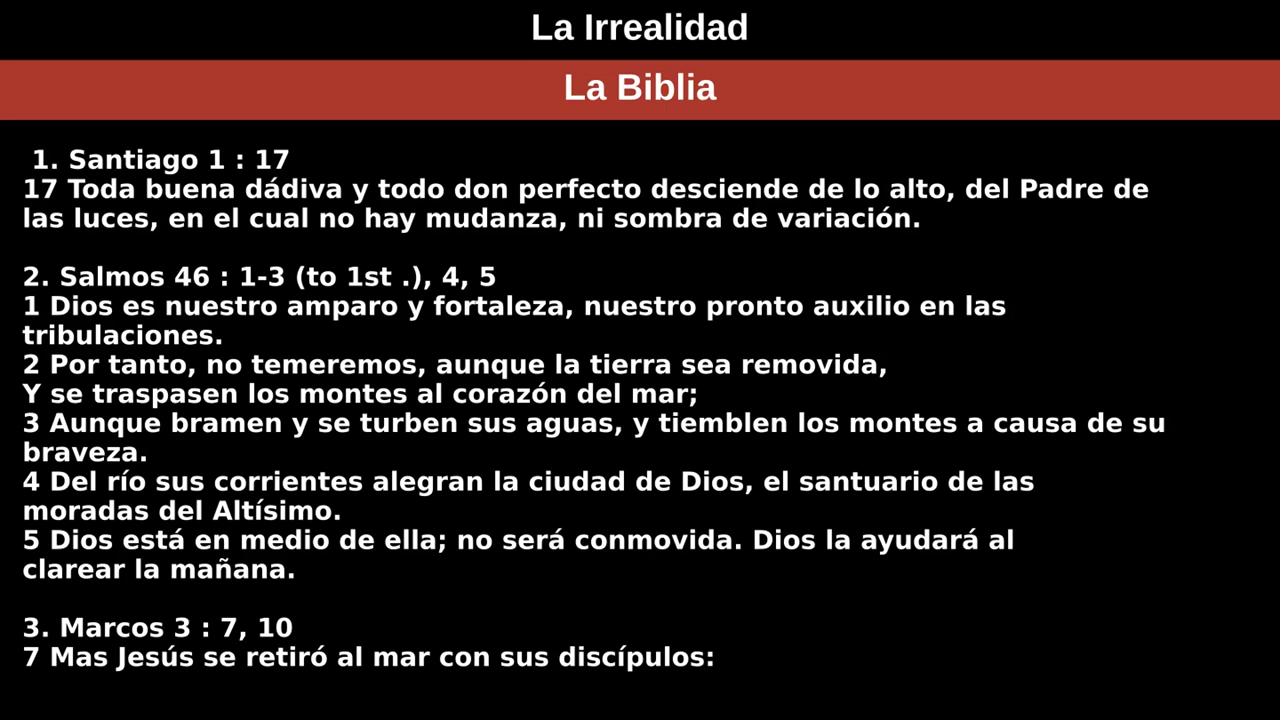 La Irrealidad
La Biblia
1. Santiago 1 : 17
17 Toda buena dádiva y todo don perfecto desciende de lo alto, del Padre de
las luces, en el cual no hay mudanza, ni sombra de variación.
2. Salmos 46 : 1-3 (to 1st .), 4, 5
1 Dios es nuestro amparo y fortaleza, nuestro pronto auxilio en las
tribulaciones.
2 Por tanto, no temeremos, aunque la tierra sea removida,
Y se traspasen los montes al corazón del mar;
3 Aunque bramen y se turben sus aguas, y tiemblen los montes a causa de su
braveza.
4 Del río sus corrientes alegran la ciudad de Dios, el santuario de las
moradas del Altísimo.
5 Dios está en medio de ella; no será conmovida. Dios la ayudará al
clarear la mañana.
3. Marcos 3 : 7, 10
7 Mas Jesús se retiró al mar con sus discípulos: